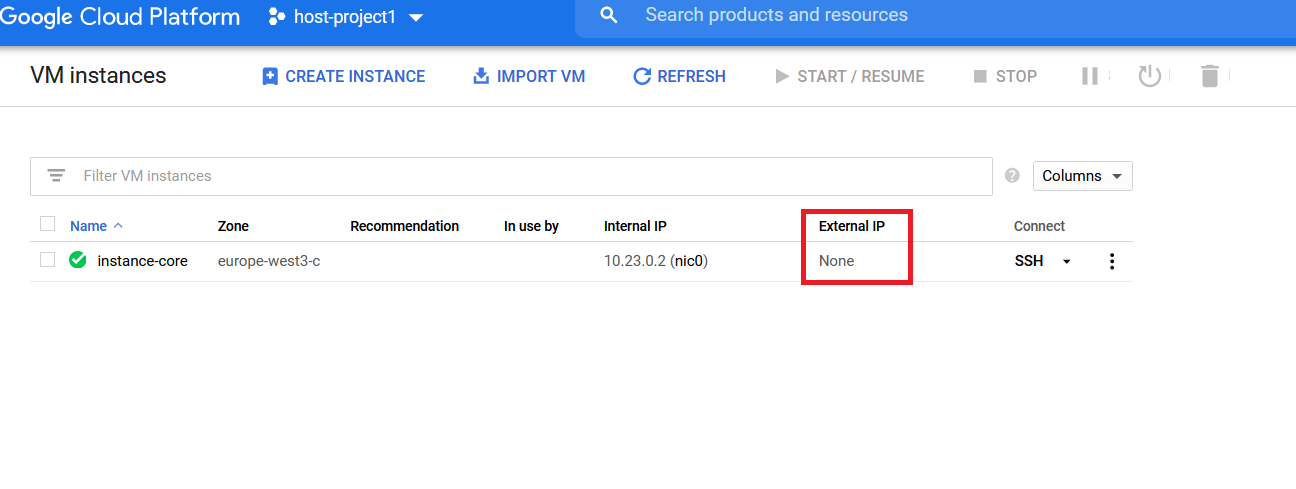 Google Cloud Platform host-project1 Search products and resources
VM instances CREATE INSTANCE IMPORT VM REFRESH START / RESUME STOP
Filter VM instances ? Columns
Name Zone Recommendation In use by Internal IP External IP Connect
instance-core europe-west3-c 10.23.0.2 (nic0) None SSH